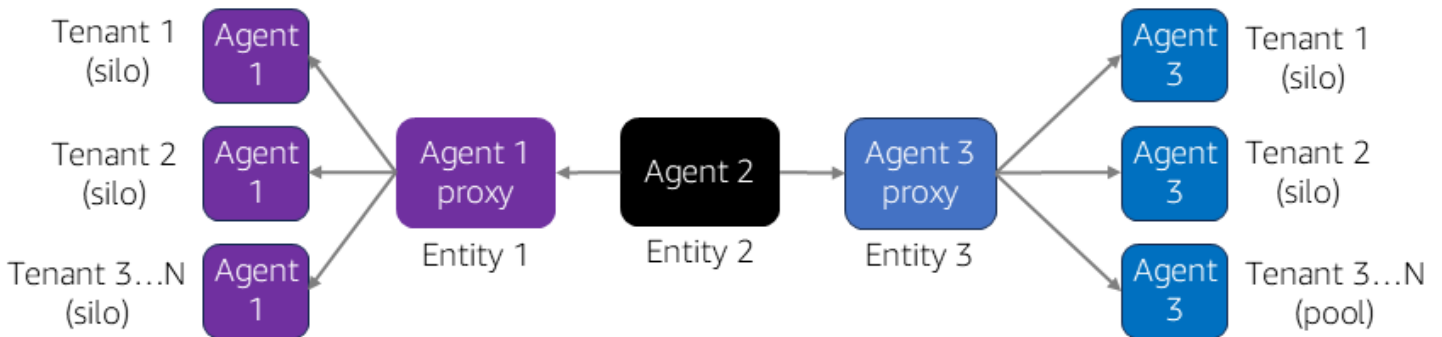 Tenant 1
(silo)
Agent
1
Tenant 2
(silo)
Agent
1
Tenant 3...N
(silo)
Agent
1
Agent 1
proxy
Entity 1
Agent 2
Entity 2
Agent 3
proxy
Entity 3
Agent
3
Tenant 1
(silo)
Agent
3
Tenant 2
(silo)
Agent
3
Tenant 3...N
(pool)